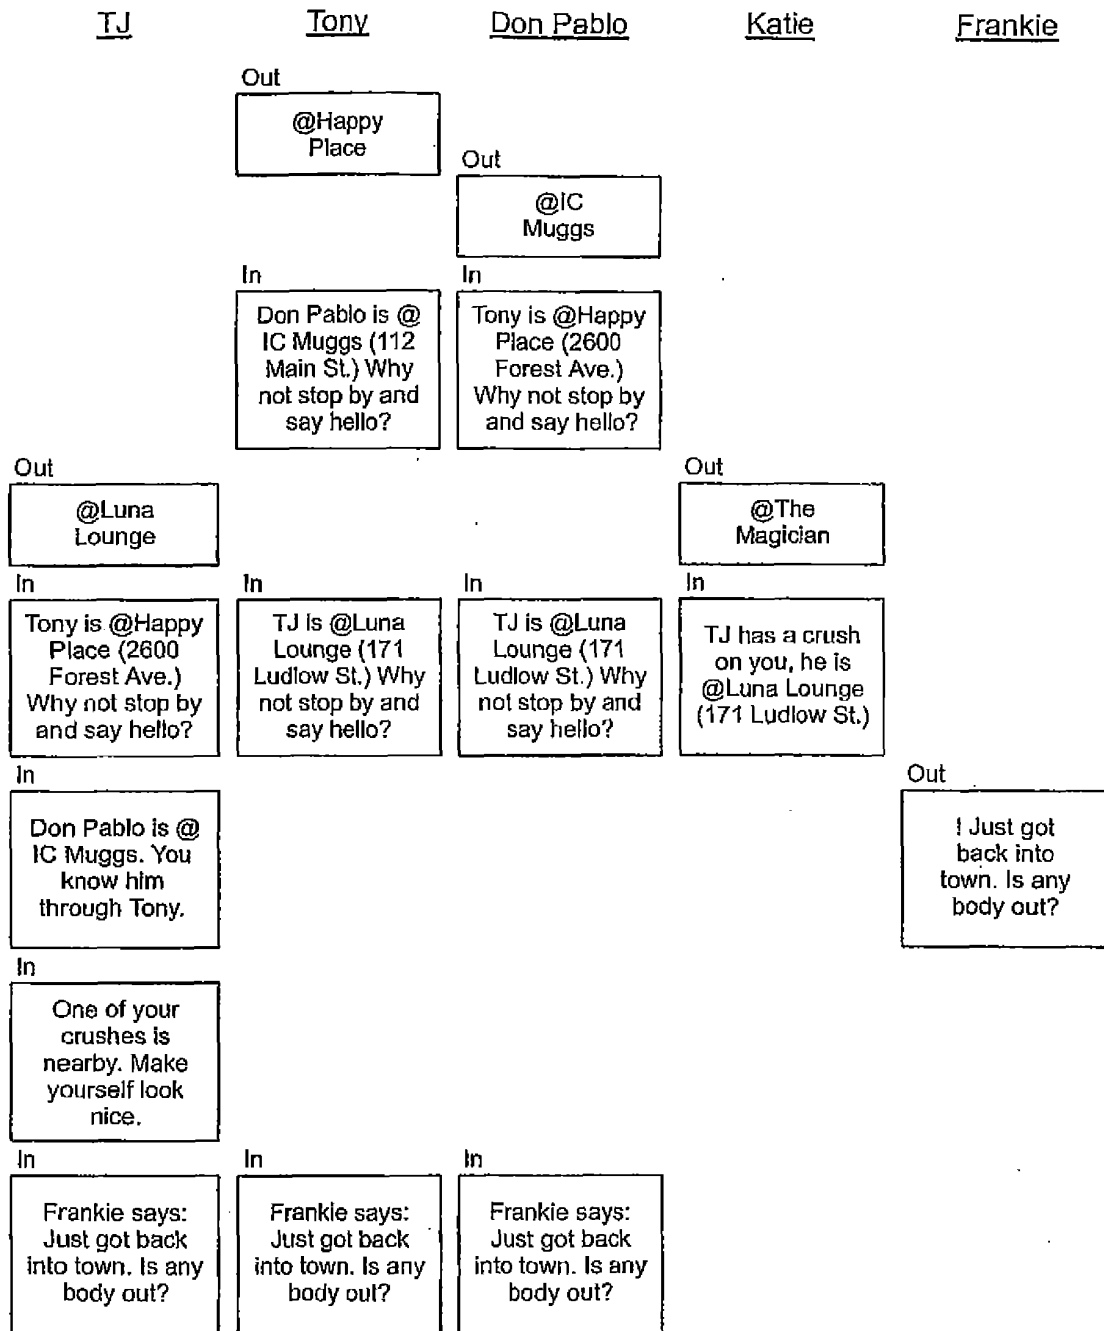 TJ
Tony
Don Pablo
Katie
Frankie
Out
@Happy
Place
Out
@IC
Muggs
In
Don Pablo is @
IC Muggs (112
Main St.) Why
not stop by and
say hello?
In
Tony is @Happy
Place (2600
Forest Ave.)
Why not stop by
and say hello?
Out
@Luna
Lounge
Out
@The
Magician
In
Tony is @Happy
Place (2600
Forest Ave.)
Why not stop by
and say hello?
In
TJ is @Luna
Lounge (171
Ludlow St.) Why
not stop by and
say hello?
In
TJ is @Luna
Lounge (171
Ludlow St.) Why
not stop by and
say hello?
In
TJ has a crush
on you, he is
@Luna Lounge
(171 Ludlow St.)
In
Don Pablo is @
IC Muggs. You
know him
through Tony.
Out
! Just got
back into
town. Is any
body out?
In
One of your
crushes is
nearby. Make
yourself look
nice.
In
Frankie says:
Just got back
into town. Is any
body out?
In
Frankie says:
Just got back
into town. Is any
body out?
In
Frankie says:
Just got back
into town. Is any
body out?